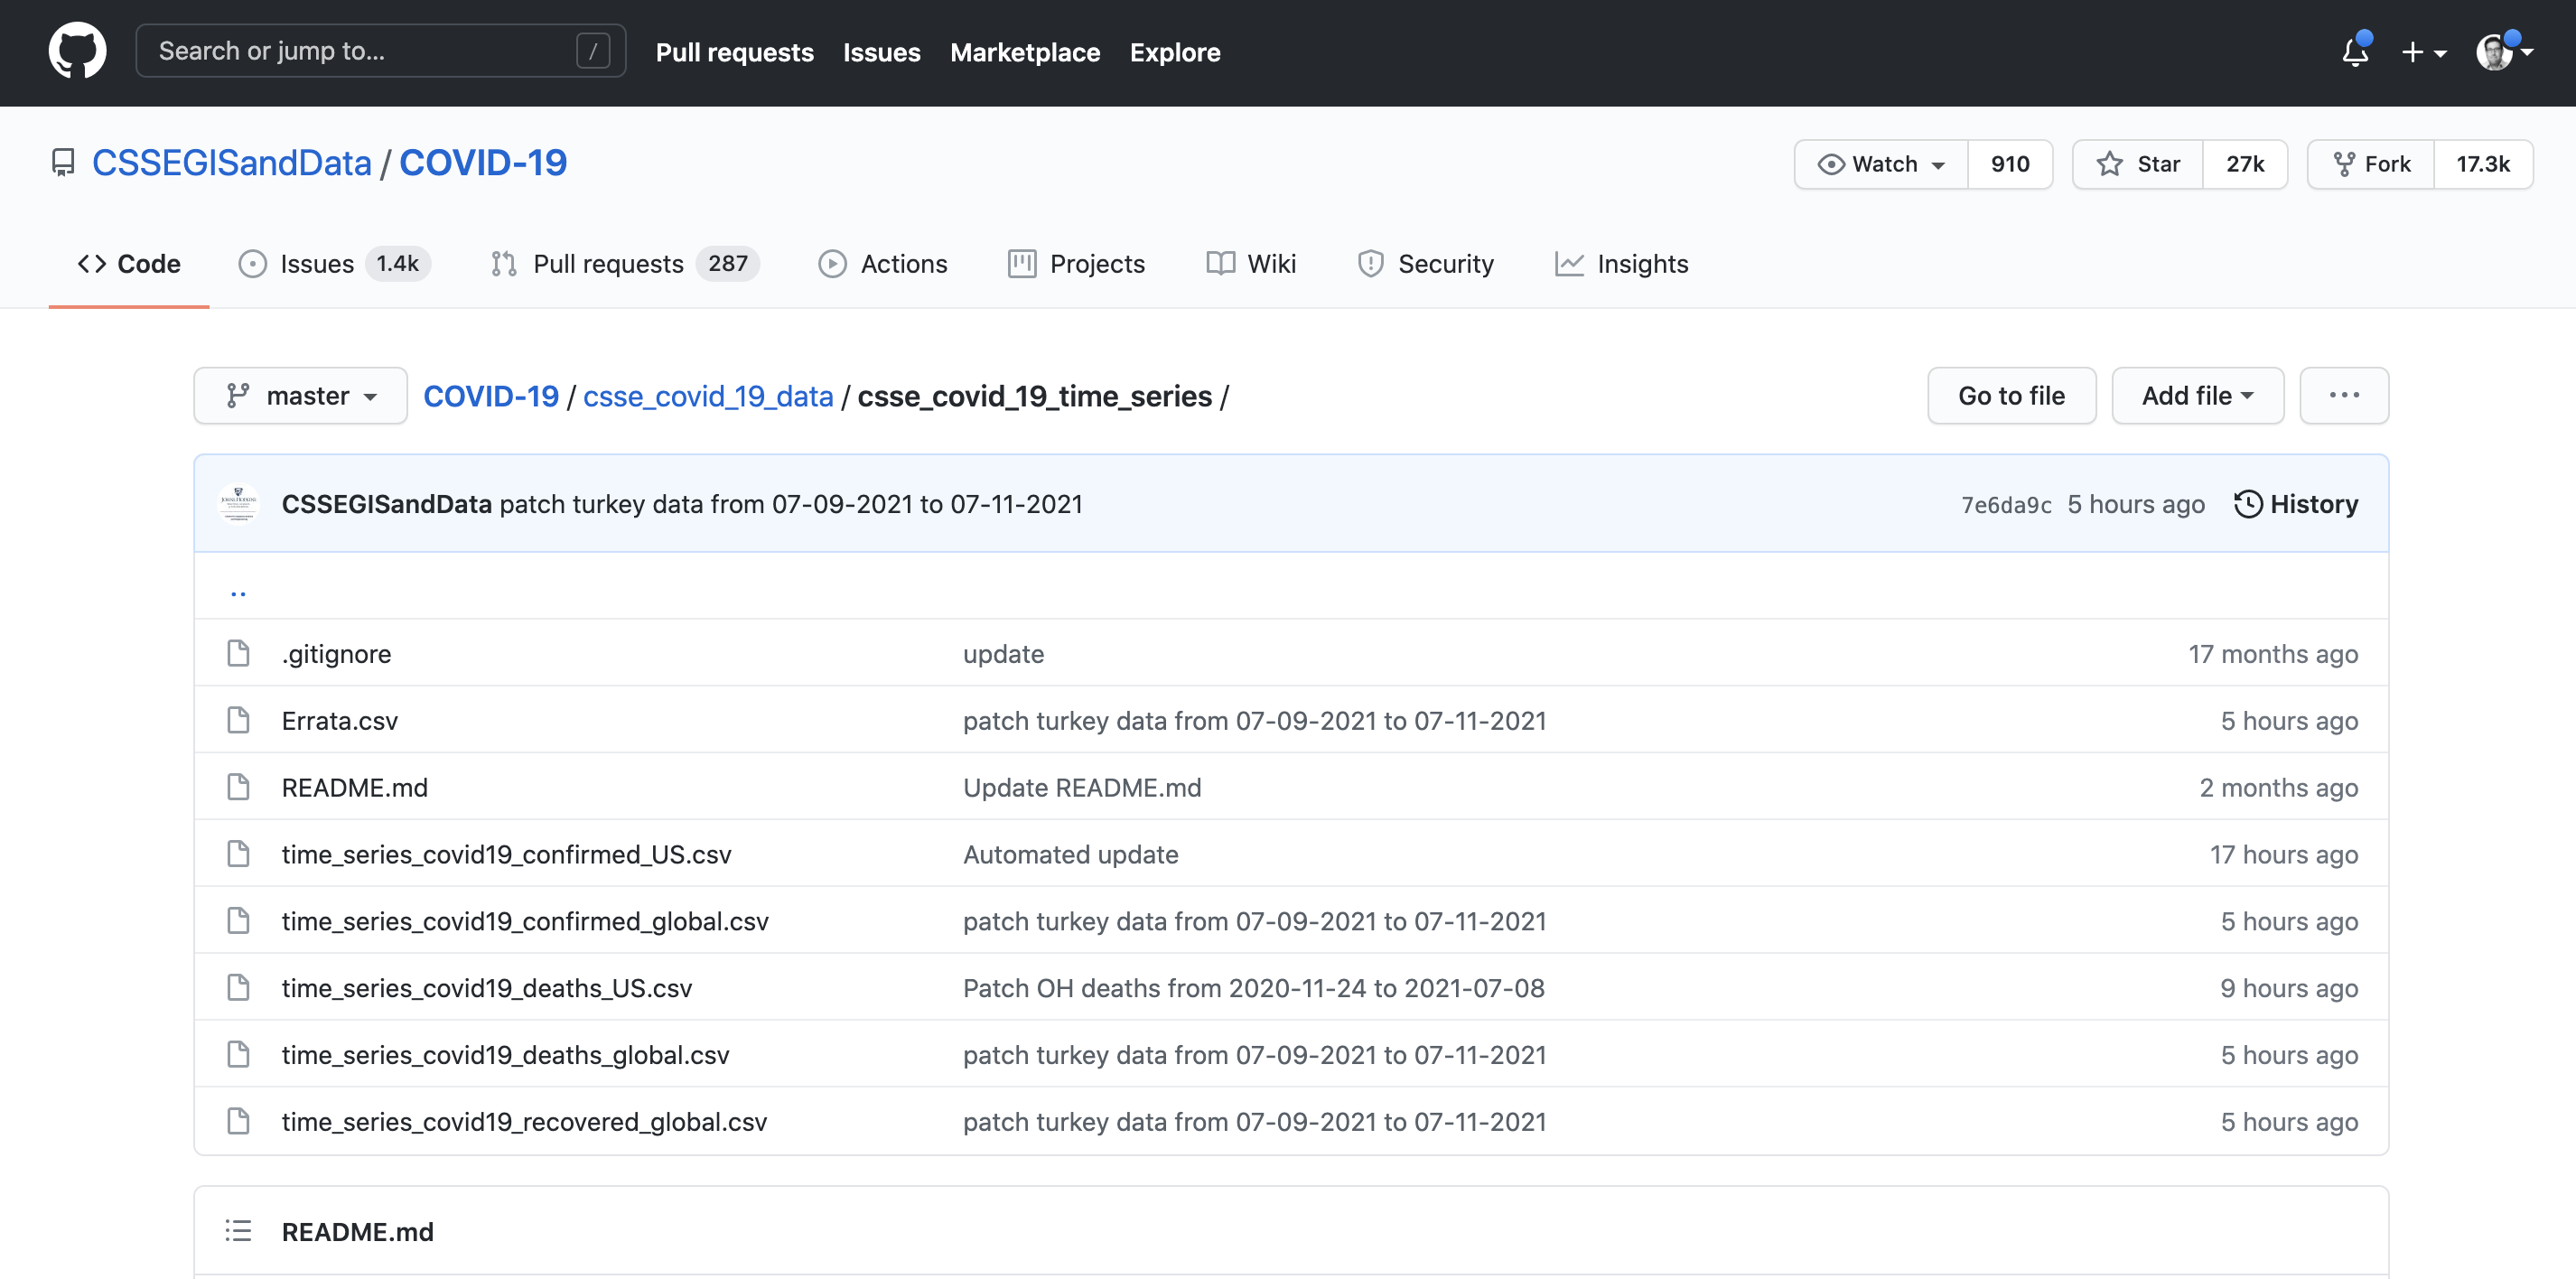 Search or jump to... / Pull requests Issues Marketplace Explore
CSSEGISandData / COVID-19 Watch 910 Star 27k Fork 17.3k
Code Issues 1.4k Pull requests 287 Actions Projects Wiki Security Insights
master COVID-19 / csse_covid_19_data / csse_covid_19_time_series / Go to file Add file ...
CSSEGISandData patch turkey data from 07-09-2021 to 07-11-2021 7e6da9c 5 hours ago History
..
.gitignore update 17 months ago
Errata.csv patch turkey data from 07-09-2021 to 07-11-2021 5 hours ago
README.md Update README.md 2 months ago
time_series_covid19_confirmed_US.csv Automated update 17 hours ago
time_series_covid19_confirmed_global.csv patch turkey data from 07-09-2021 to 07-11-2021 5 hours ago
time_series_covid19_deaths_US.csv Patch OH deaths from 2020-11-24 to 2021-07-08 9 hours ago
time_series_covid19_deaths_global.csv patch turkey data from 07-09-2021 to 07-11-2021 5 hours ago
time_series_covid19_recovered_global.csv patch turkey data from 07-09-2021 to 07-11-2021 5 hours ago
README.md